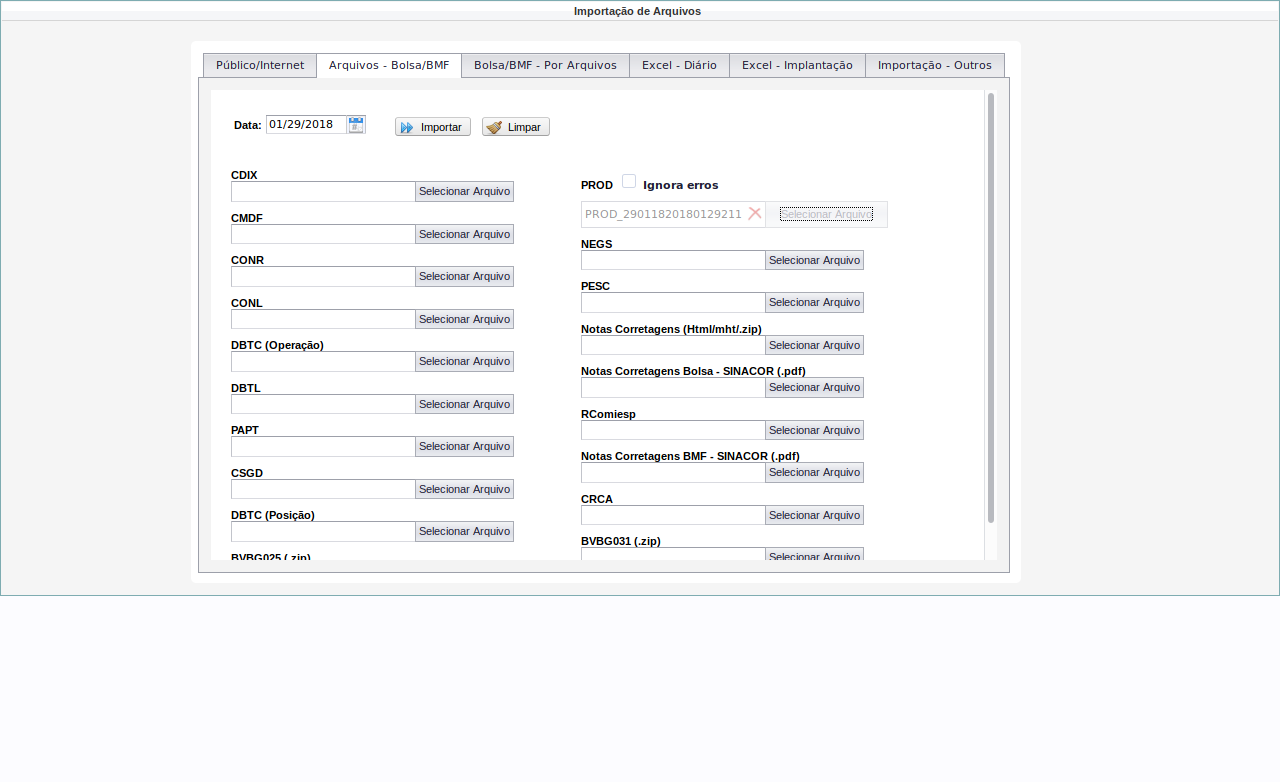 Importação de Arquivos
Público/Internet Arquivos - Bolsa/BMF Bolsa/BMF - Por Arquivos Excel - Diário Excel - Implantação Importação - Outros
Data: 01/29/2018 Importar Limpar
CDIX
Selecionar Arquivo
CMDF
Selecionar Arquivo
CONR
Selecionar Arquivo
CONL
Selecionar Arquivo
DBTC (Operação)
Selecionar Arquivo
DBTL
Selecionar Arquivo
PAPT
Selecionar Arquivo
CSGD
Selecionar Arquivo
DBTC (Posição)
Selecionar Arquivo
BVBG025 (.zip)
PROD Ignora erros
PROD_29011820180129211 Selecionar Arquivo
NEGS
Selecionar Arquivo
PESC
Selecionar Arquivo
Notas Corretagens (Html/mht/.zip)
Selecionar Arquivo
Notas Corretagens Bolsa - SINACOR (.pdf)
Selecionar Arquivo
RComiesp
Selecionar Arquivo
Notas Corretagens BMF - SINACOR (.pdf)
Selecionar Arquivo
CRCA
Selecionar Arquivo
BVBG031 (.zip)
Selecionar Arquivo